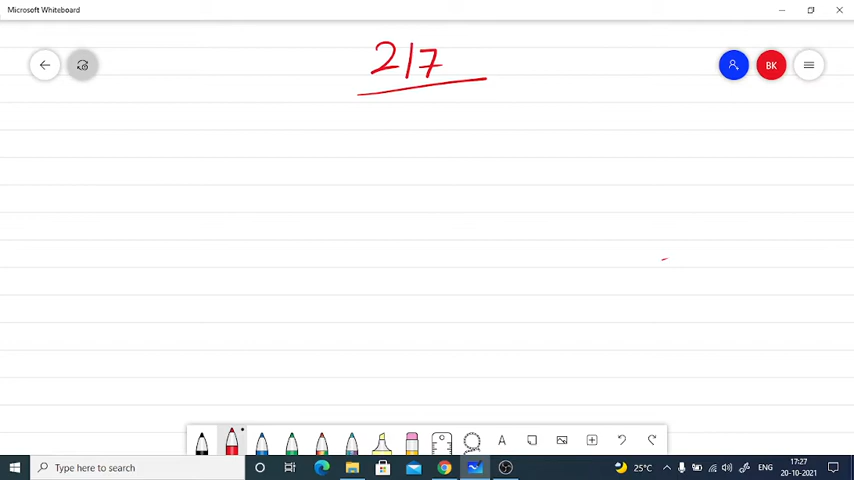 Microsoft Whiteboard
217
BK
A
Type here to search
25°C
ENG
17:27
20-10-2021